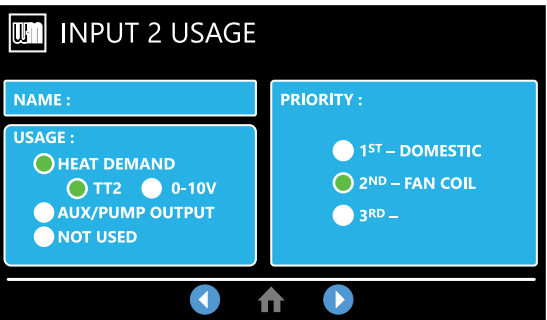 WM INPUT 2 USAGE
NAME :
USAGE :
HEAT DEMAND
TT2 0-10V
AUX/PUMP OUTPUT
NOT USED
PRIORITY :
1ST – DOMESTIC
2ND – FAN COIL
3RD –